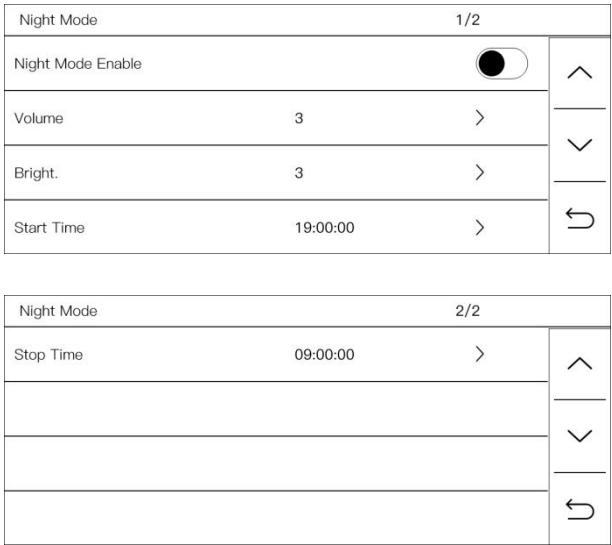 Night Mode 1/2
Night Mode Enable
Volume 3
Bright. 3
Start Time 19:00:00
Night Mode 2/2
Stop Time 09:00:00